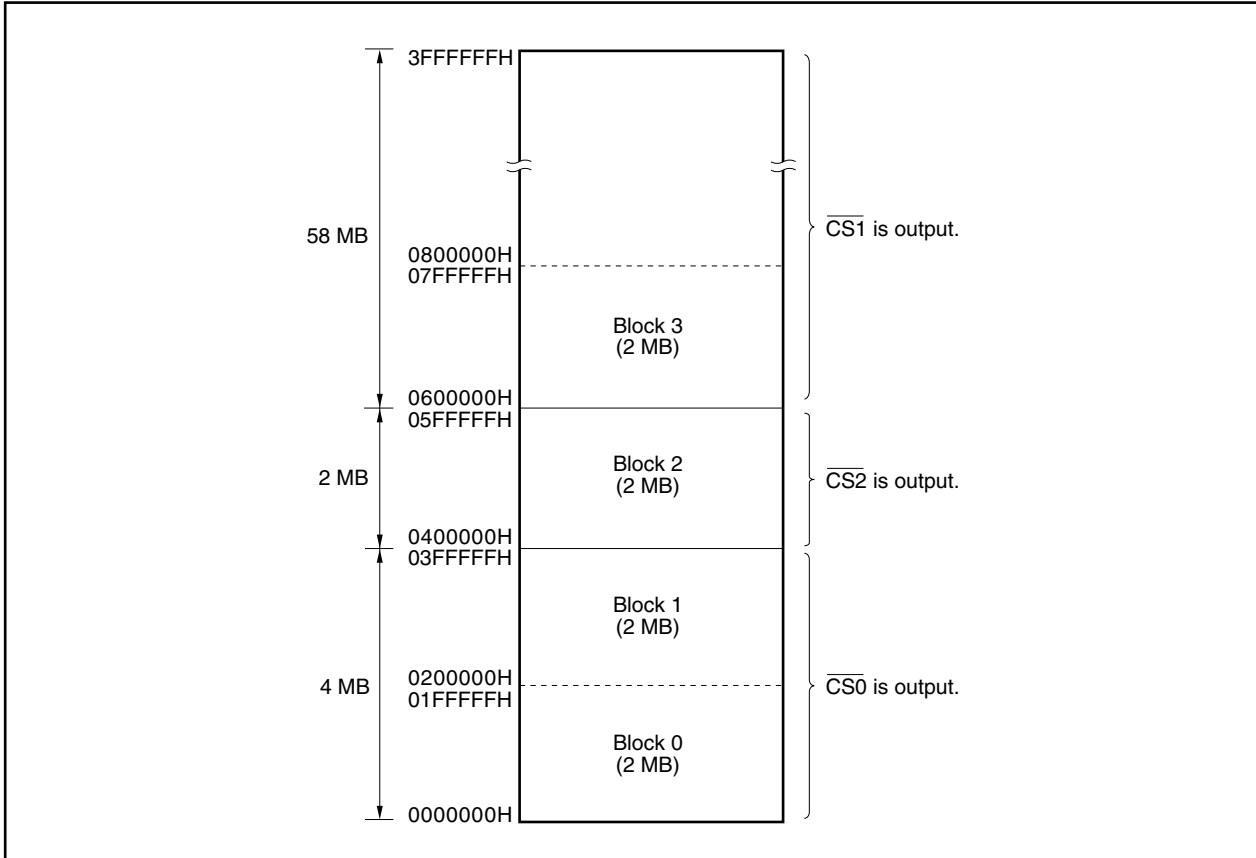 3FFFFFFH
58 MB
CS1 is output.
0800000H
07FFFFFH
Block 3
(2 MB)
0600000H
05FFFFFH
2 MB
Block 2
(2 MB)
CS2 is output.
0400000H
03FFFFFH
Block 1
(2 MB)
4 MB
0200000H
01FFFFFH
CS0 is output.
Block 0
(2 MB)
0000000H